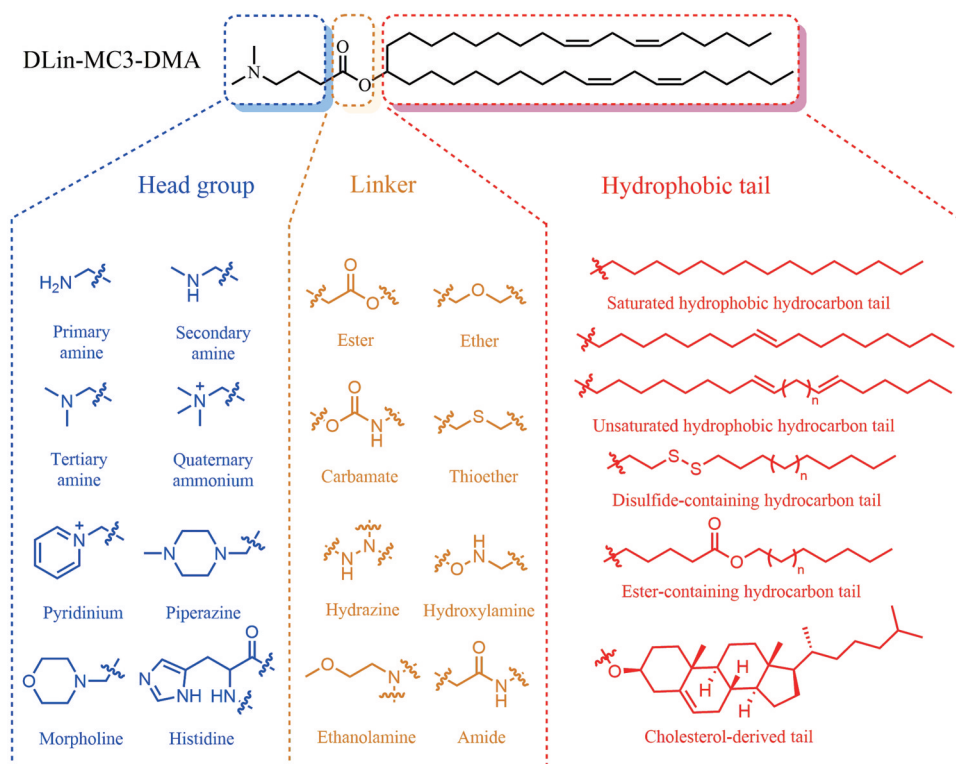 DLin-MC3-DMA
N
O
O
Head group
Linker
Hydrophobic tail
H₂N
N
H
Primary
amine
Secondary
amine
O
O
Ester
O
Ether
Saturated hydrophobic hydrocarbon tail
N
N
+
Tertiary
amine
Quaternary
ammonium
O
O
N
H
Carbamate
S
Thioether
n
Unsaturated hydrophobic hydrocarbon tail
S
S
n
Disulfide-containing hydrocarbon tail
N
+
Pyridinium
N
N
Piperazine
N
H
N
Hydrazine
O
H
N
Hydroxylamine
O
O
n
Ester-containing hydrocarbon tail
O
N
Morpholine
N
NH
O
HN
Histidine
O
N
Ethanolamine
O
N
H
Amide
O
H
H
H
Cholesterol-derived tail